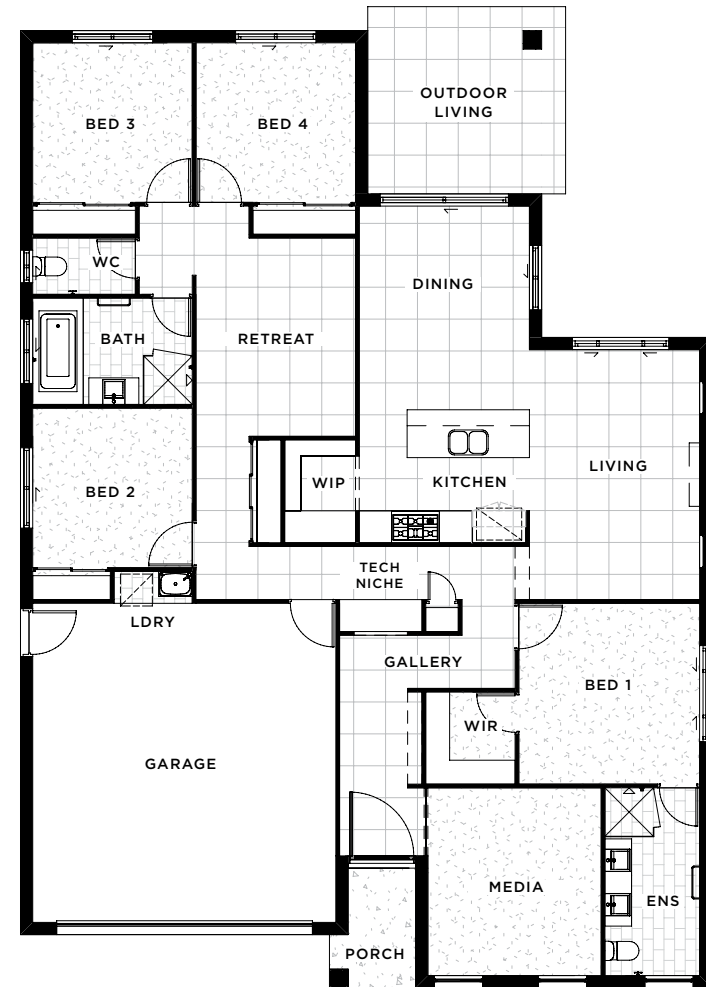 OUTDOOR
LIVING
BED 3
BED 4
WC
DINING
BATH
RETREAT
LIVING
WIP
KITCHEN
BED 2
TECH
NICHE
LDRY
GALLERY
BED 1
WIR
GARAGE
MEDIA
ENS
PORCH